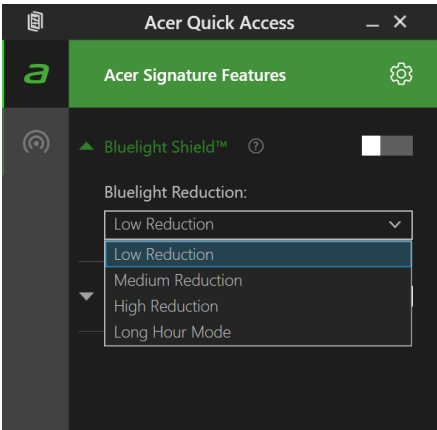 Acer Quick Access
a
Acer Signature Features
Bluelight Shield™ ?
Bluelight Reduction:
Low Reduction
Low Reduction
Medium Reduction
High Reduction
Long Hour Mode